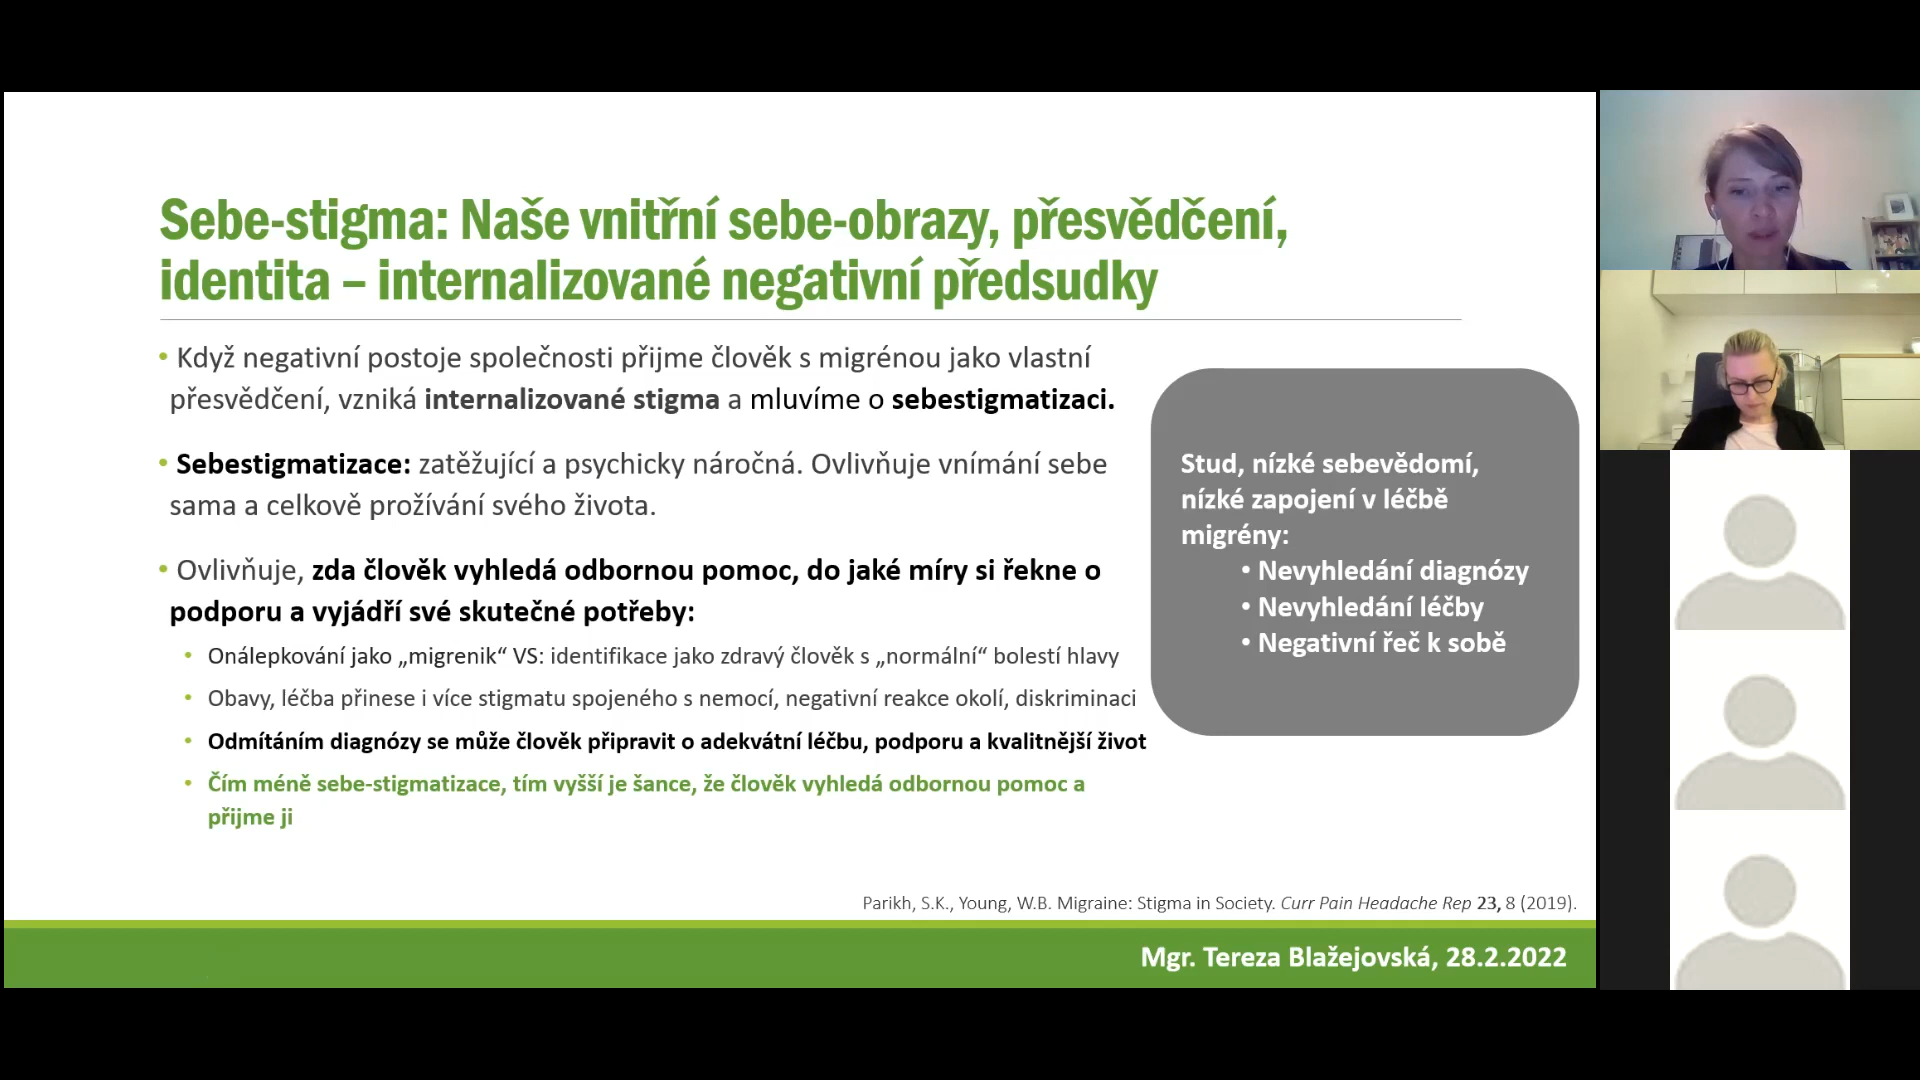 Sebe-stigma: Naše vnitřní sebe-obrazy, přesvědčení,
identita – internalizované negativní předsudky
• Když negativní postoje společnosti přijme člověk s migrénou jako vlastní
přesvědčení, vzniká internalizované stigma a mluvíme o sebestigmatizaci.
• Sebestigmatizace: zatěžující a psychicky náročná. Ovlivňuje vnímání sebe
sama a celkově prožívání svého života.
• Ovlivňuje, zda člověk vyhledá odbornou pomoc, do jaké míry si řekne o
podporu a vyjádří své skutečné potřeby:
• Onálepkování jako „migrenik“ VS: identifikace jako zdravý člověk s „normální“ bolestí hlavy
• Obavy, léčba přinese i více stigmatu spojeného s nemocí, negativní reakce okolí, diskriminaci
• Odmítáním diagnózy se může člověk připravit o adekvátní léčbu, podporu a kvalitnější život
• Čím méně sebe-stigmatizace, tím vyšší je šance, že člověk vyhledá odbornou pomoc a
přijme ji
Stud, nízké sebevědomí,
nízké zapojení v léčbě
migrény:
• Nevyhledání diagnózy
• Nevyhledání léčby
• Negativní řeč k sobě
Parikh, S.K., Young, W.B. Migraine: Stigma in Society. Curr Pain Headache Rep 23, 8 (2019).
Mgr. Tereza Blažejovská, 28.2.2022